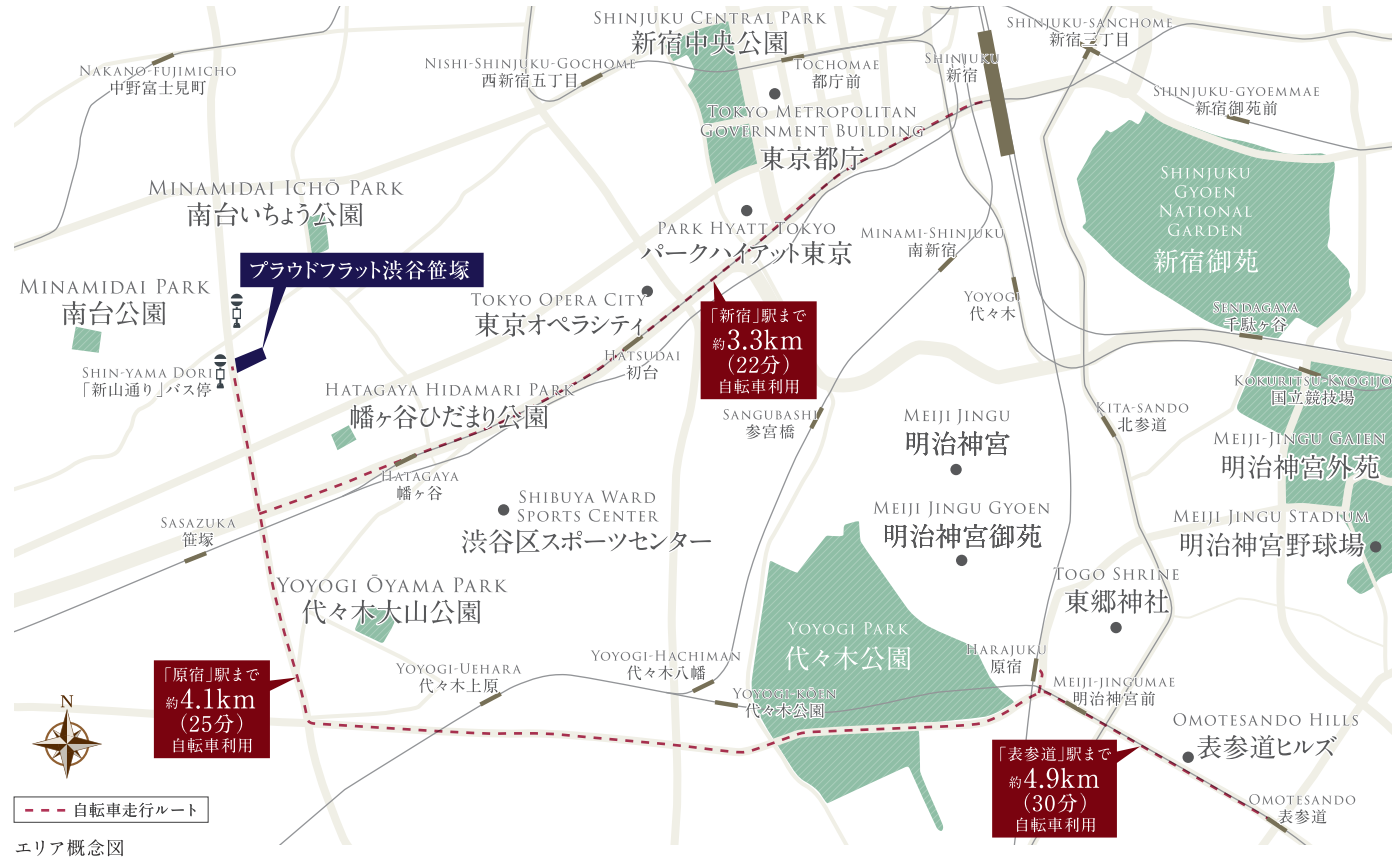 SHINJUKU CENTRAL PARK
新宿中央公園
SHINJUKU-SANCHOME
新宿三丁目
NAKANO-FUJIMICHO
中野富士見町
NISHI-SHINJUKU-GOCHOME
西新宿五丁目
TOCHOMAE
都庁前
SHINJUKU
新宿
SHINJUKU-GYOEMMAE
新宿御苑前
TOKYO METROPOLITAN
GOVERNMENT BUILDING
東京都庁
MINAMIDAI ICHŌ PARK
南台いちょう公園
SHINJUKU
GYOEN
NATIONAL
GARDEN
新宿御苑
PARK HYATT TOKYO
パークハイアット東京
MINAMI-SHINJUKU
南新宿
プラウドフラット渋谷笹塚
MINAMIDAI PARK
南台公園
TOKYO OPERA CITY
東京オペラシティ
YOYOGI
代々木
SENDAGAYA
千駄ヶ谷
「新宿」駅まで
約3.3km
(22分)
自転車利用
HATSUDAI
初台
SHIN-YAMA DORI
「新山通り」バス停
HATAGAYA HIDAMARI PARK
幡ヶ谷ひだまり公園
KOKURITSU-KYOGIJO
国立競技場
SANGUBASHI
参宮橋
MEIJI JINGU
明治神宮
KITA-SANDO
北参道
MEIJI-JINGU GAIEN
明治神宮外苑
HATAGAYA
幡ヶ谷
SHIBUYA WARD
SPORTS CENTER
渋谷区スポーツセンター
MEIJI JINGU GYOEN
明治神宮御苑
MEIJI JINGU STADIUM
明治神宮野球場
SASAZUKA
笹塚
YOYOGI ŌYAMA PARK
代々木大山公園
TOGO SHRINE
東郷神社
YOYOGI PARK
代々木公園
HARAJUKU
原宿
YOYOGI-UEHARA
代々木上原
YOYOGI-HACHIMAN
代々木八幡
YOYOGI-KŌEN
代々木公園
MEIJI-JINGUMAE
明治神宮前
「原宿」駅まで
約4.1km
(25分)
自転車利用
OMOTESANDO HILLS
表参道ヒルズ
「表参道」駅まで
約4.9km
(30分)
自転車利用
OMOTESANDO
表参道
N
自転車走行ルート
エリア概念図